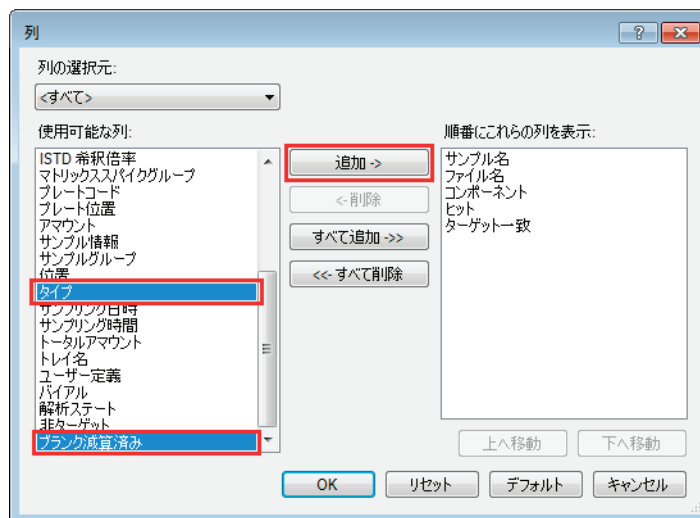 列
列の選択元:
<すべて>
使用可能な列:
ISTD 希釈倍率
マトリックススパイクグループ
プレートコード
プレート位置
アマウント
サンプル情報
サンプルグループ
位置
タイプ
サンプリング日時
サンプリング時間
トータルアマウント
トレイ名
ユーザー定義
バイアル
解析ステート
非ターゲット
ブランク減算済み
追加 ->
<- 削除
すべて追加 ->>
<<- すべて削除
順番にこれらの列を表示:
サンプル名
ファイル名
コンポーネント
ヒット
ターゲット一致
上へ移動
下へ移動
OK
リセット
デフォルト
キャンセル